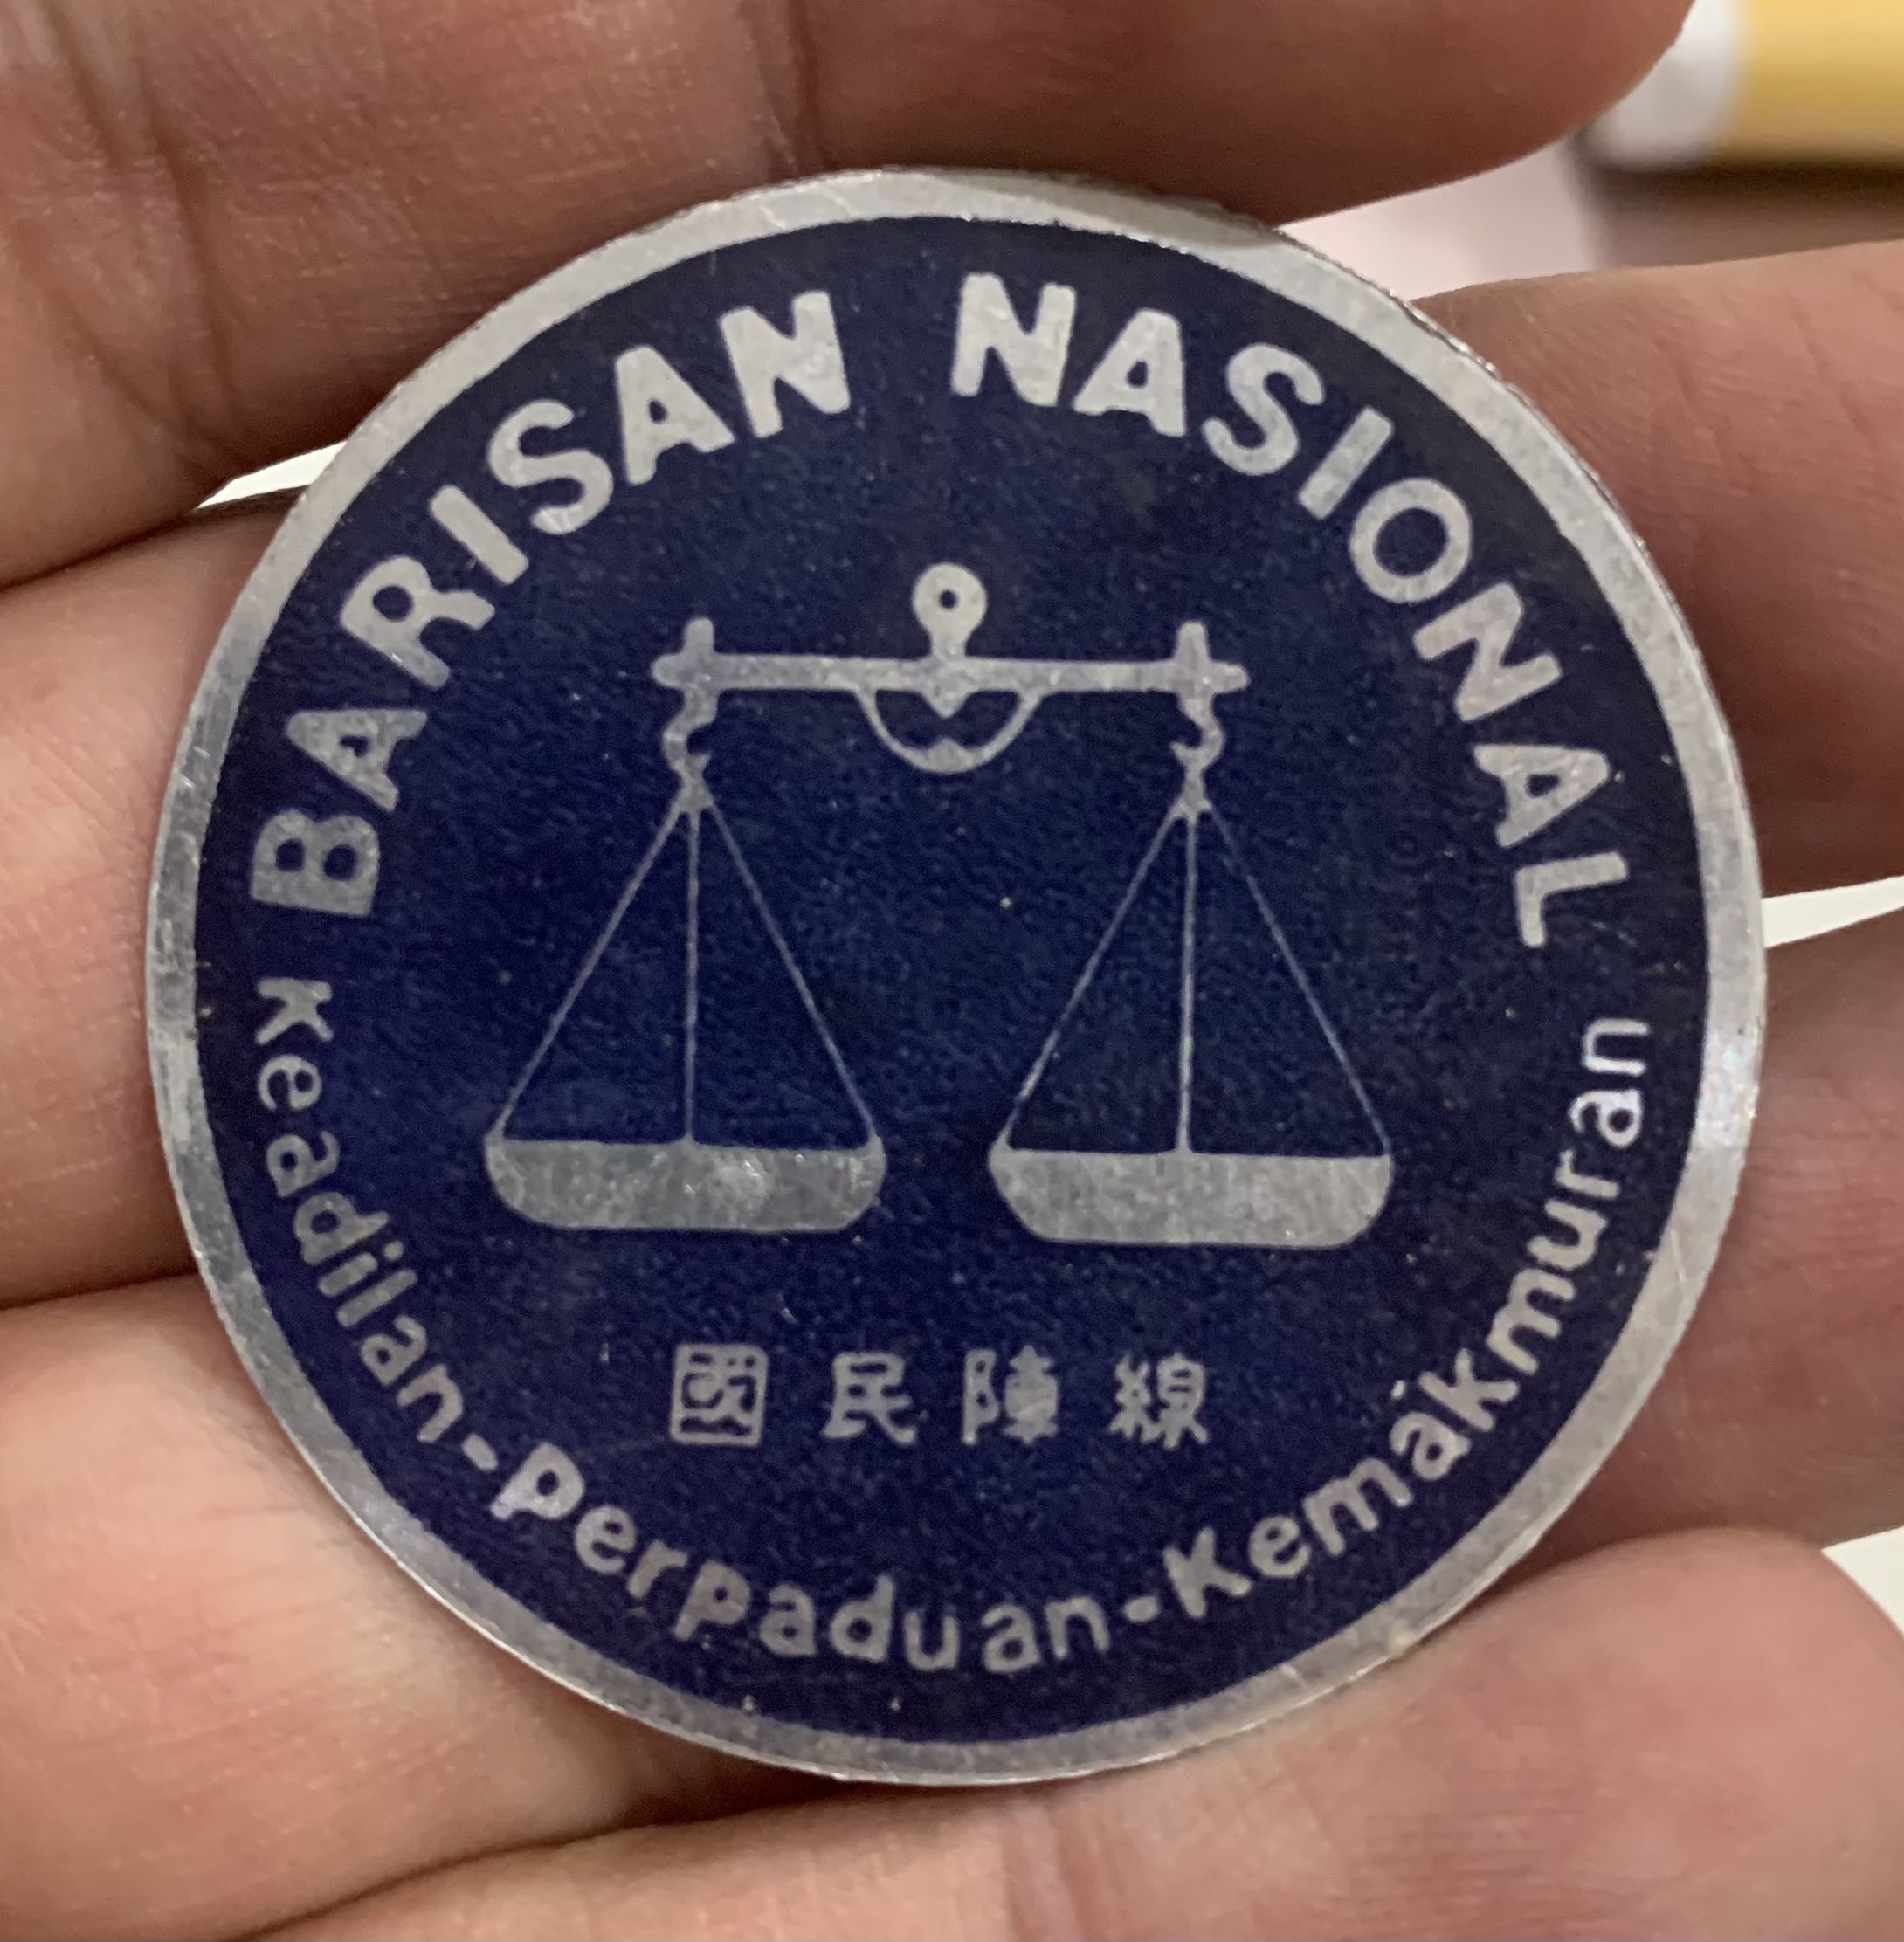 BARISAN NASIONAL
國民陣線
Keadilan-Perpaduan-Kemakmuran